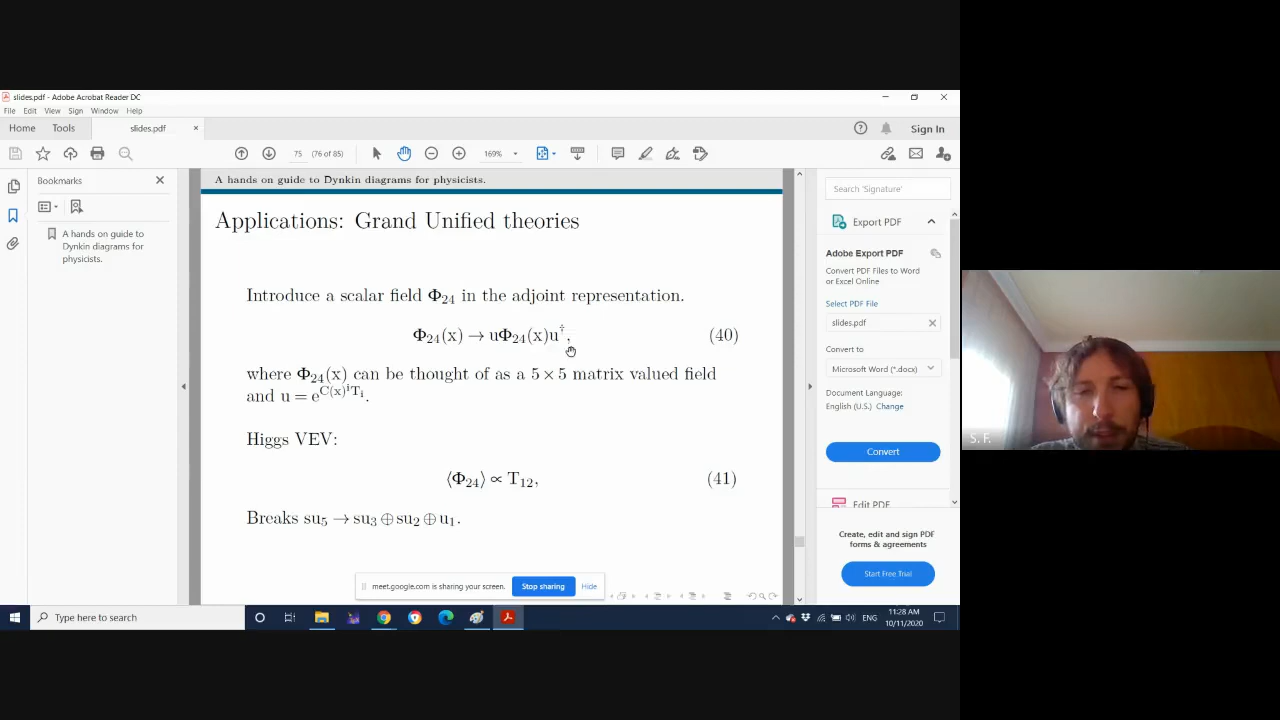 slides.pdf - Adobe Acrobat Reader DC
File Edit View Sign Window Help
Home Tools slides.pdf × Sign In
75 (76 of 85) 169%
Bookmarks
A hands on guide to
Dynkin diagrams for
physicists.
A hands on guide to Dynkin diagrams for physicists.
Applications: Grand Unified theories
Introduce a scalar field Φ₂₄ in the adjoint representation.
Φ₂₄(x) → uΦ₂₄(x)u†, (40)
where Φ₂₄(x) can be thought of as a 5 × 5 matrix valued field
and u = e^{C(x)^i T_i}.
Higgs VEV:
⟨Φ₂₄⟩ ∝ T₁₂, (41)
Breaks su₅ → su₃ ⊕ su₂ ⊕ u₁.
meet.google.com is sharing your screen. Stop sharing Hide
Search 'Signature'
Export PDF
Adobe Export PDF
Convert PDF Files to Word
or Excel Online
Select PDF File
slides.pdf
Convert to
Microsoft Word (*.docx)
Document Language:
English (U.S.) Change
Convert
Edit PDF
Create, edit and sign PDF
forms & agreements
Start Free Trial
S. F.
Type here to search
ENG
11:28 AM
10/11/2020